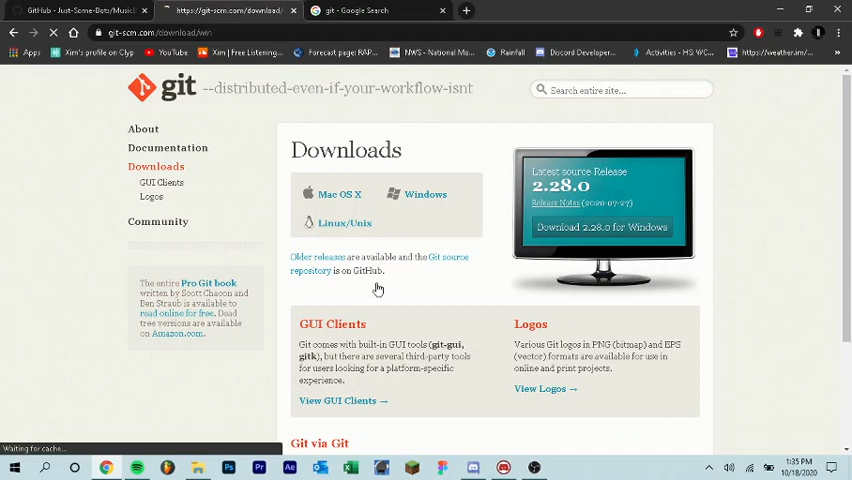 GitHub - Just-Some-Bots/MusicB
https://git-scm.com/download/
git - Google Search
git-scm.com/download/win
Apps
Xim's profile on Clyp
YouTube
Xim | Free Listening...
Forecast page: RAP...
NWS - National Mo...
Rainfall
Discord Developer...
Activities - HS: WC...
https://weather.im/...
git --distributed-even-if-your-workflow-isnt
Search entire site...
About
Documentation
Downloads
GUI Clients
Logos
Community
The entire Pro Git book
written by Scott Chacon and
Ben Straub is available to
read online for free. Dead
tree versions are available
on Amazon.com.
Downloads
Mac OS X
Windows
Linux/Unix
Older releases are available and the Git source
repository is on GitHub.
Latest source Release
2.28.0
Release Notes (2020-07-27)
Download 2.28.0 for Windows
GUI Clients
Git comes with built-in GUI tools (git-gui,
gitk), but there are several third-party tools
for users looking for a platform-specific
experience.
View GUI Clients →
Logos
Various Git logos in PNG (bitmap) and EPS
(vector) formats are available for use in
online and print projects.
View Logos →
Git via Git
Waiting for cache...
1:35 PM
10/18/2020